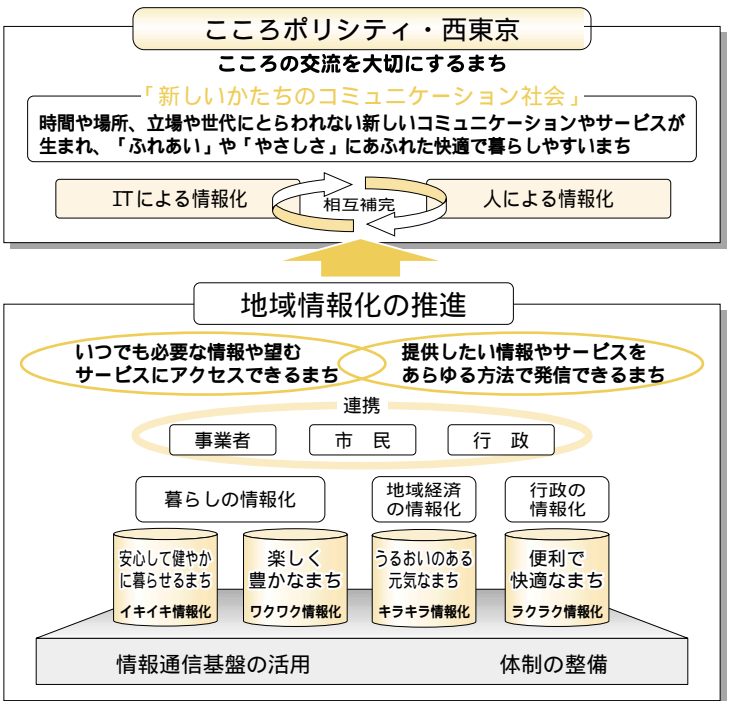 こころポリシティ・西東京
こころの交流を大切にするまち
「新しいかたちのコミュニケーション社会」
時間や場所、立場や世代にとらわれない新しいコミュニケーションやサービスが
生まれ、「ふれあい」や「やさしさ」にあふれた快適で暮らしやすいまち
ITによる情報化
相互補完
人による情報化
地域情報化の推進
いつでも必要な情報や望む
サービスにアクセスできるまち
提供したい情報やサービスを
あらゆる方法で発信できるまち
連携
事業者
市 民
行 政
暮らしの情報化
地域経済
の情報化
行政の
情報化
安心して健やか
に暮らせるまち
イキイキ情報化
楽しく
豊かなまち
ワクワク情報化
うるおいのある
元気なまち
キラキラ情報化
便利で
快適なまち
ラクラク情報化
情報通信基盤の活用
体制の整備